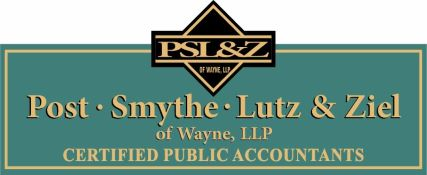 PSL&Z
OF WAYNE, LLP
Post · Smythe · Lutz & Ziel
of Wayne, LLP
CERTIFIED PUBLIC ACCOUNTANTS